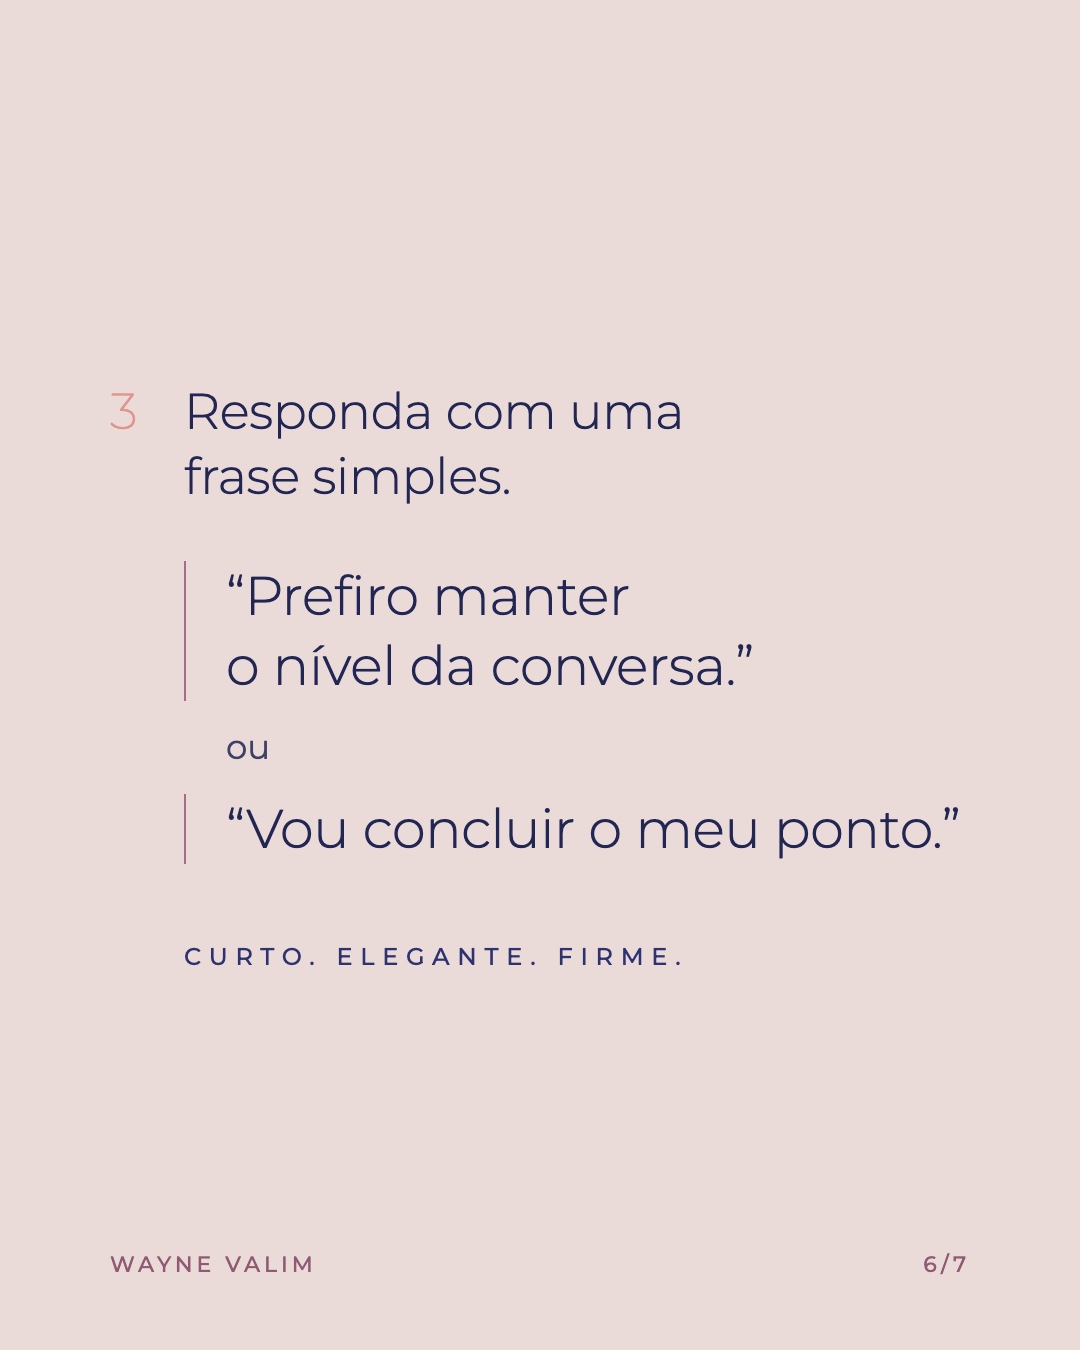 3 Responda com uma
frase simples.
“Prefiro manter
o nível da conversa.”
ou
“Vou concluir o meu ponto.”
CURTO. ELEGANTE. FIRME.
WAYNE VALIM
6/7